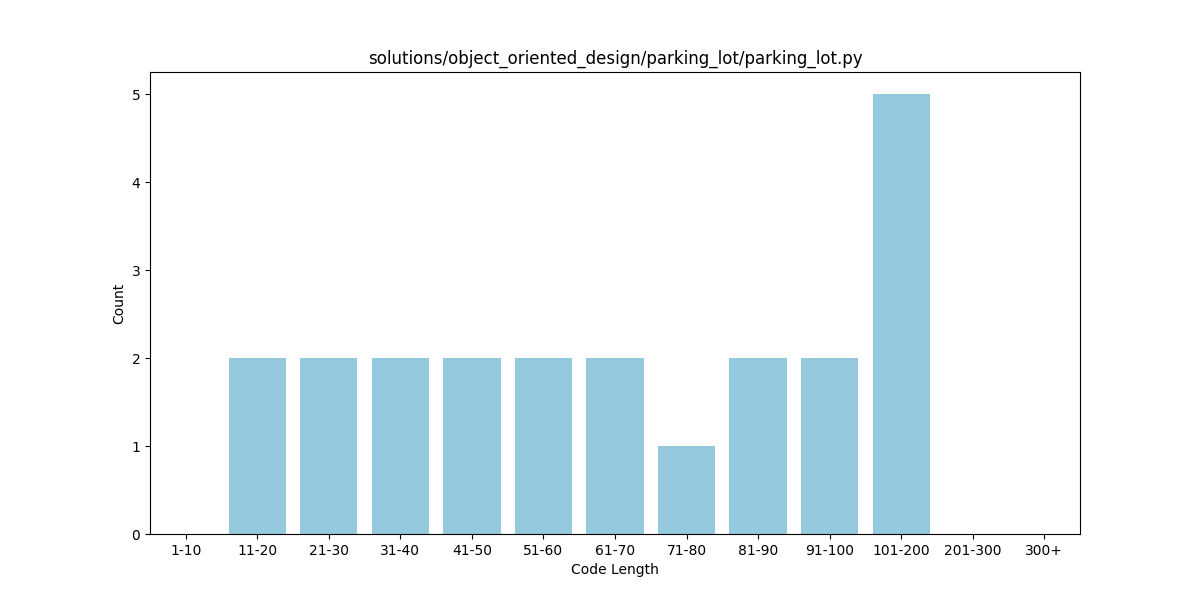 solutions/object_oriented_design/parking_lot/parking_lot.py
5
4
3
2
1
0
Count
1-10 11-20 21-30 31-40 41-50 51-60 61-70 71-80 81-90 91-100 101-200 201-300 300+
Code Length